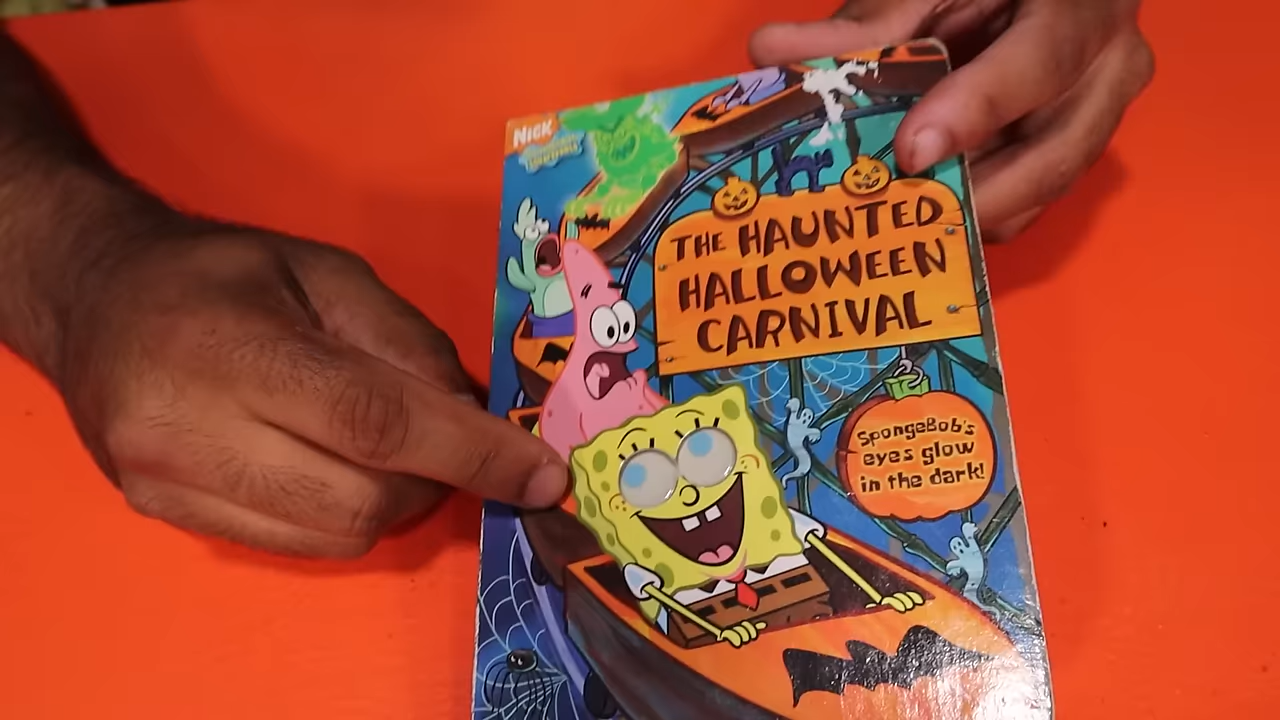 NICK
THE HAUNTED
HALLOWEEN
CARNIVAL
SpongeBob's
eyes glow
in the dark!